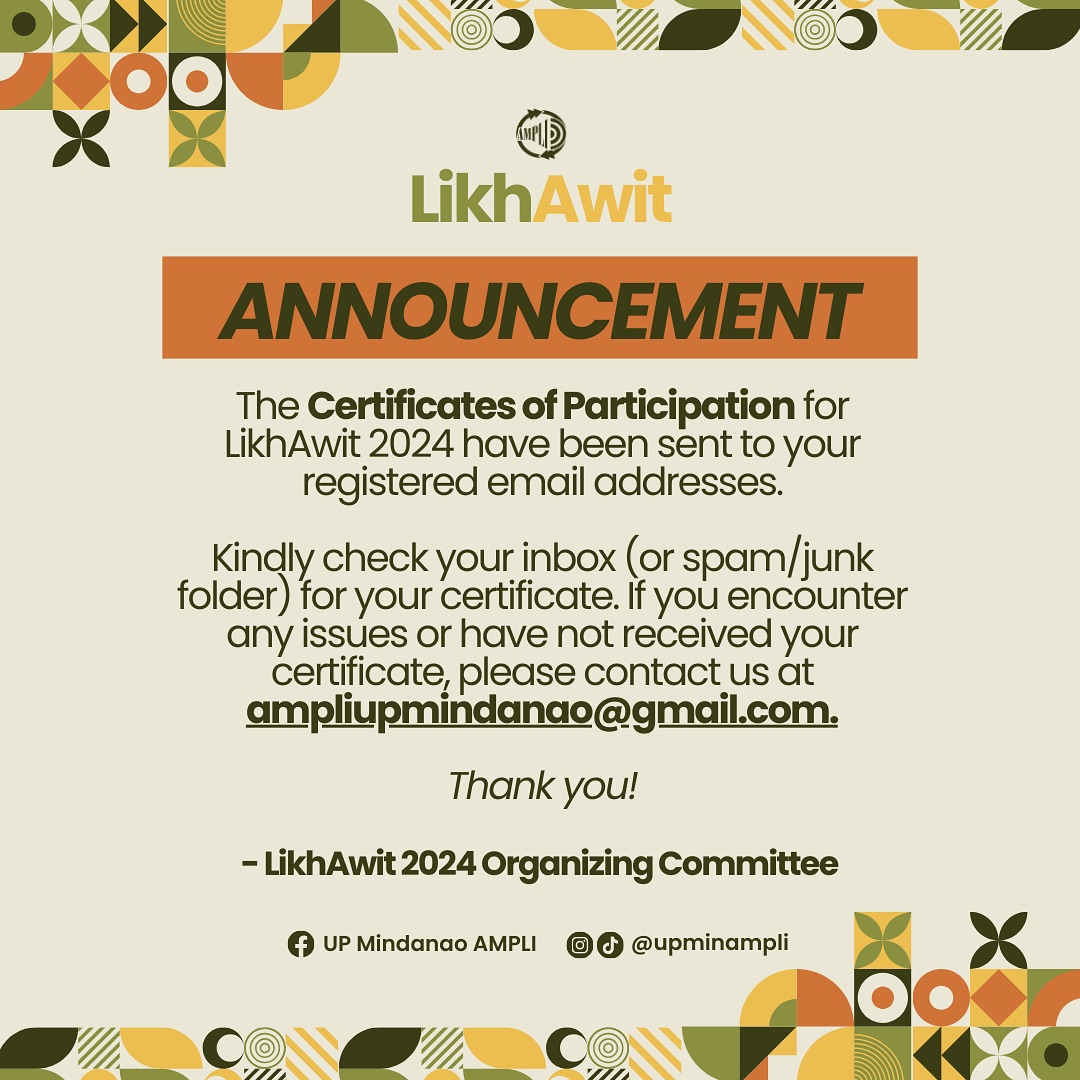 AMPLI
LikhAwit
ANNOUNCEMENT
The Certificates of Participation for
LikhAwit 2024 have been sent to your
registered email addresses.
Kindly check your inbox (or spam/junk
folder) for your certificate. If you encounter
any issues or have not received your
certificate, please contact us at
ampliupmindanao@gmail.com.
Thank you!
- LikhAwit 2024 Organizing Committee
UP Mindanao AMPLI @upminampli